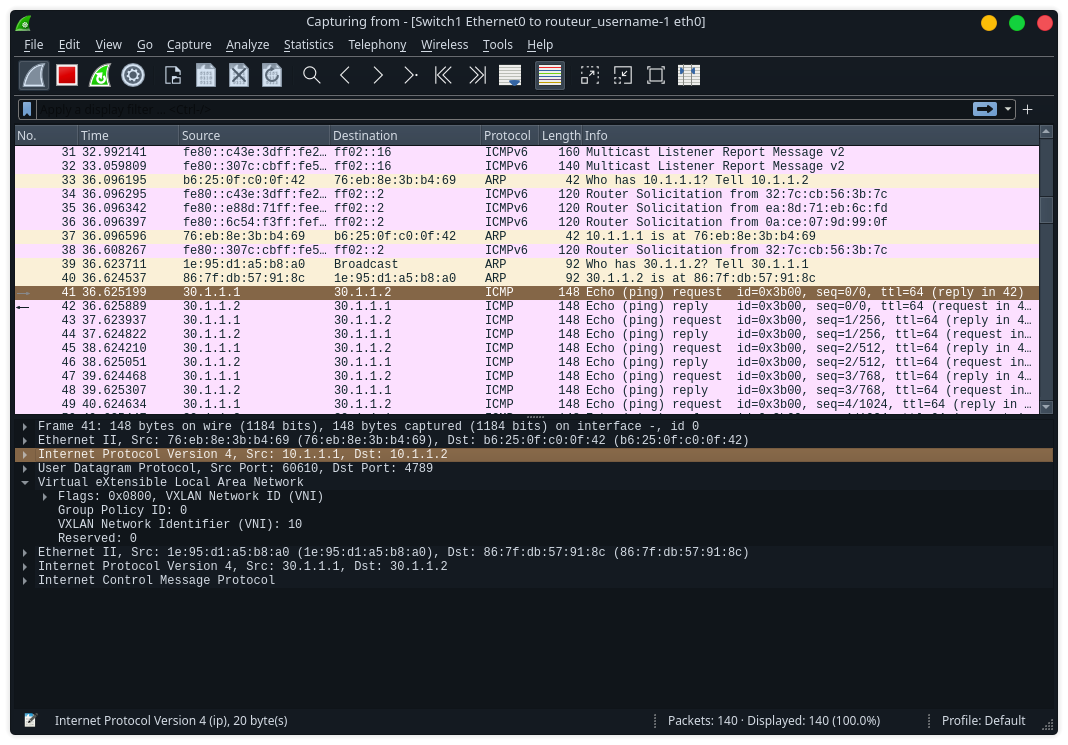 Capturing from - [Switch1 Ethernet0 to routeur_username-1 eth0]
File Edit View Go Capture Analyze Statistics Telephony Wireless Tools Help
Apply a display filter ... <Ctrl-/>
No. Time Source Destination Protocol Length Info
31 32.992141 fe80::c43e:3dff:fe2… ff02::16 ICMPv6 160 Multicast Listener Report Message v2
32 33.059809 fe80::307c:cbff:fe5… ff02::16 ICMPv6 140 Multicast Listener Report Message v2
33 36.096195 b6:25:0f:c0:0f:42 76:eb:8e:3b:b4:69 ARP 42 Who has 10.1.1.1? Tell 10.1.1.2
34 36.096295 fe80::c43e:3dff:fe2… ff02::2 ICMPv6 120 Router Solicitation from 32:7c:cb:56:3b:7c
35 36.096342 fe80::e88d:71ff:fee… ff02::2 ICMPv6 120 Router Solicitation from ea:8d:71:eb:6c:fd
36 36.096397 fe80::6c54:f3ff:fef… ff02::2 ICMPv6 120 Router Solicitation from 0a:ce:07:9d:99:0f
37 36.096596 76:eb:8e:3b:b4:69 b6:25:0f:c0:0f:42 ARP 42 10.1.1.1 is at 76:eb:8e:3b:b4:69
38 36.608267 fe80::307c:cbff:fe5… ff02::2 ICMPv6 120 Router Solicitation from 32:7c:cb:56:3b:7c
39 36.623711 1e:95:d1:a5:b8:a0 Broadcast ARP 92 Who has 30.1.1.2? Tell 30.1.1.1
40 36.624537 86:7f:db:57:91:8c 1e:95:d1:a5:b8:a0 ARP 92 30.1.1.2 is at 86:7f:db:57:91:8c
41 36.625199 30.1.1.1 30.1.1.2 ICMP 148 Echo (ping) request id=0x3b00, seq=0/0, ttl=64 (reply in 42)
42 36.625889 30.1.1.2 30.1.1.1 ICMP 148 Echo (ping) reply id=0x3b00, seq=0/0, ttl=64 (request in 4…
43 37.623937 30.1.1.1 30.1.1.2 ICMP 148 Echo (ping) request id=0x3b00, seq=1/256, ttl=64 (reply in 4…
44 37.624822 30.1.1.2 30.1.1.1 ICMP 148 Echo (ping) reply id=0x3b00, seq=1/256, ttl=64 (request in…
45 38.624210 30.1.1.1 30.1.1.2 ICMP 148 Echo (ping) request id=0x3b00, seq=2/512, ttl=64 (reply in 4…
46 38.625051 30.1.1.2 30.1.1.1 ICMP 148 Echo (ping) reply id=0x3b00, seq=2/512, ttl=64 (request in…
47 39.624468 30.1.1.1 30.1.1.2 ICMP 148 Echo (ping) request id=0x3b00, seq=3/768, ttl=64 (reply in 4…
48 39.625307 30.1.1.2 30.1.1.1 ICMP 148 Echo (ping) reply id=0x3b00, seq=3/768, ttl=64 (request in…
49 40.624634 30.1.1.1 30.1.1.2 ICMP 148 Echo (ping) request id=0x3b00, seq=4/1024, ttl=64 (reply in …
Frame 41: 148 bytes on wire (1184 bits), 148 bytes captured (1184 bits) on interface -, id 0
Ethernet II, Src: 76:eb:8e:3b:b4:69 (76:eb:8e:3b:b4:69), Dst: b6:25:0f:c0:0f:42 (b6:25:0f:c0:0f:42)
Internet Protocol Version 4, Src: 10.1.1.1, Dst: 10.1.1.2
User Datagram Protocol, Src Port: 60610, Dst Port: 4789
Virtual eXtensible Local Area Network
Flags: 0x0800, VXLAN Network ID (VNI)
Group Policy ID: 0
VXLAN Network Identifier (VNI): 10
Reserved: 0
Ethernet II, Src: 1e:95:d1:a5:b8:a0 (1e:95:d1:a5:b8:a0), Dst: 86:7f:db:57:91:8c (86:7f:db:57:91:8c)
Internet Protocol Version 4, Src: 30.1.1.1, Dst: 30.1.1.2
Internet Control Message Protocol
Internet Protocol Version 4 (ip), 20 byte(s)
Packets: 140 · Displayed: 140 (100.0%)
Profile: Default